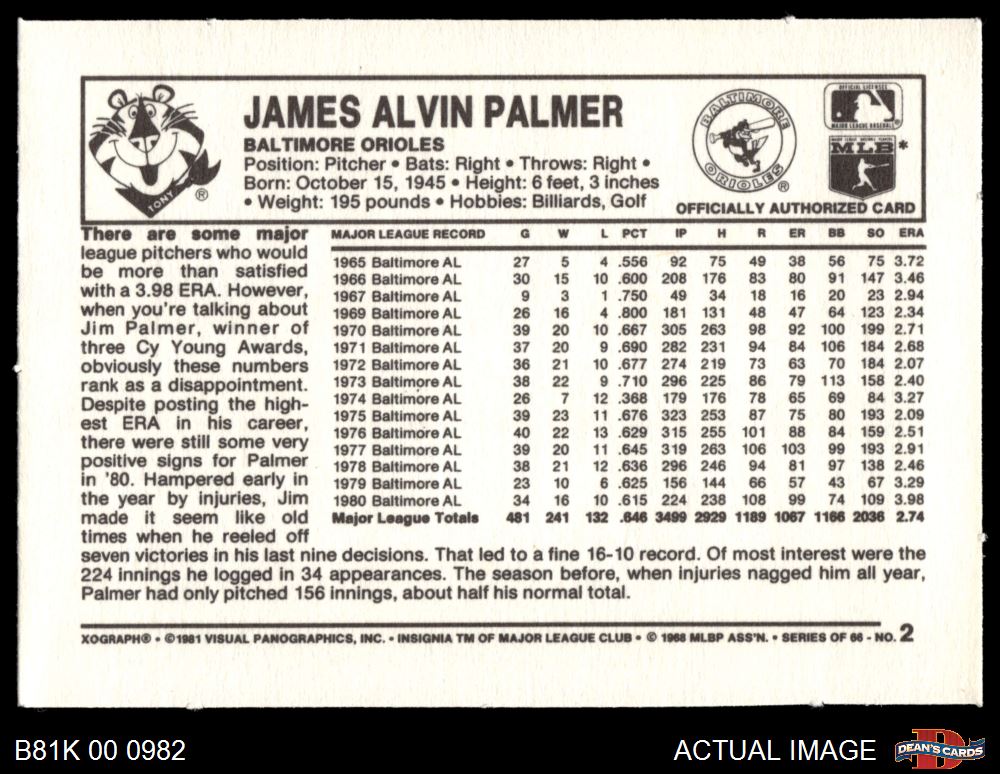 TONY
®
JAMES ALVIN PALMER
BALTIMORE ORIOLES
Position: Pitcher • Bats: Right • Throws: Right •
Born: October 15, 1945 • Height: 6 feet, 3 inches
• Weight: 195 pounds • Hobbies: Billiards, Golf
BALTIMORE
ORIOLES
®
OFFICIAL LICENSEE
MAJOR LEAGUE BASEBALL
MLB *
OFFICIALLY AUTHORIZED CARD
There are some major
league pitchers who would
be more than satisfied
with a 3.98 ERA. However,
when you're talking about
Jim Palmer, winner of
three Cy Young Awards,
obviously these numbers
rank as a disappointment.
Despite posting the high-
est ERA in his career,
there were still some very
positive signs for Palmer
in '80. Hampered early in
the year by injuries, Jim
made it seem like old
times when he reeled off
seven victories in his last nine decisions. That led to a fine 16-10 record. Of most interest were the
224 innings he logged in 34 appearances. The season before, when injuries nagged him all year,
Palmer had only pitched 156 innings, about half his normal total.
MAJOR LEAGUE RECORD G W L PCT IP H R ER BB SO ERA
1965 Baltimore AL 27 5 4 .556 92 75 49 38 56 75 3.72
1966 Baltimore AL 30 15 10 .600 208 176 83 80 91 147 3.46
1967 Baltimore AL 9 3 1 .750 49 34 18 16 20 23 2.94
1969 Baltimore AL 26 16 4 .800 181 131 48 47 64 123 2.34
1970 Baltimore AL 39 20 10 .667 305 263 98 92 100 199 2.71
1971 Baltimore AL 37 20 9 .690 282 231 94 84 106 184 2.68
1972 Baltimore AL 36 21 10 .677 274 219 73 63 70 184 2.07
1973 Baltimore AL 38 22 9 .710 296 225 86 79 113 158 2.40
1974 Baltimore AL 26 7 12 .368 179 176 78 65 69 84 3.27
1975 Baltimore AL 39 23 11 .676 323 253 87 75 80 193 2.09
1976 Baltimore AL 40 22 13 .629 315 255 101 88 84 159 2.51
1977 Baltimore AL 39 20 11 .645 319 263 106 103 99 193 2.91
1978 Baltimore AL 38 21 12 .636 296 246 94 81 97 138 2.46
1979 Baltimore AL 23 10 6 .625 156 144 66 57 43 67 3.29
1980 Baltimore AL 34 16 10 .615 224 238 108 99 74 109 3.98
Major League Totals 481 241 132 .646 3499 2929 1189 1067 1166 2036 2.74
XOGRAPH® • ©1981 VISUAL PANOGRAPHICS, INC. • INSIGNIA TM OF MAJOR LEAGUE CLUB • © 1968 MLBP ASS'N. • SERIES OF 66 - NO. 2
B81K 00 0982
ACTUAL IMAGE
DEAN'S CARDS